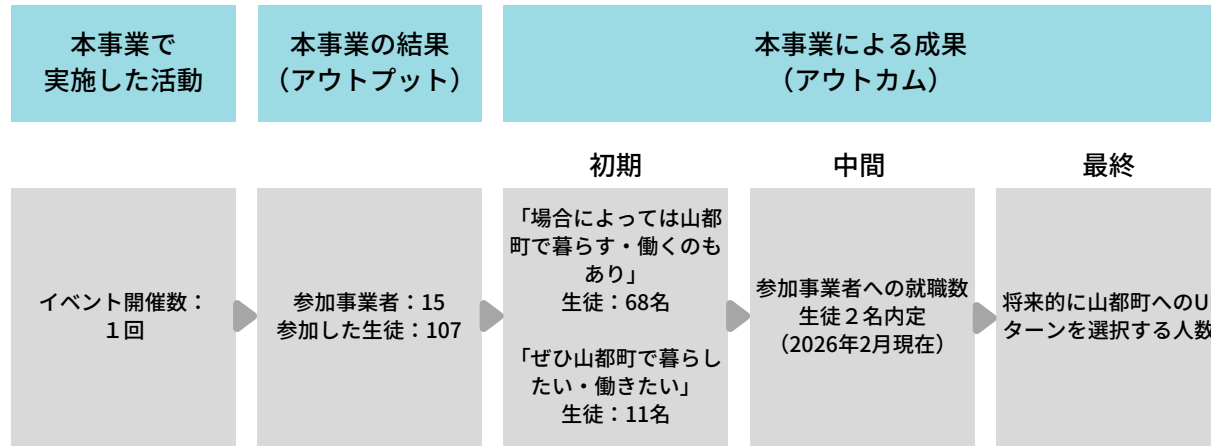 本事業で
実施した活動
本事業の結果
（アウトプット）
本事業による成果
（アウトカム）
初期
中間
最終
イベント開催数：
１回
参加事業者：15
参加した生徒：107
「場合によっては山都
町で暮らす・働くのも
あり」
生徒：68名
「ぜひ山都町で暮らし
たい・働きたい」
生徒：11名
参加事業者への就職数
生徒２名内定
（2026年2月現在）
将来的に山都町へのU
ターンを選択する人数